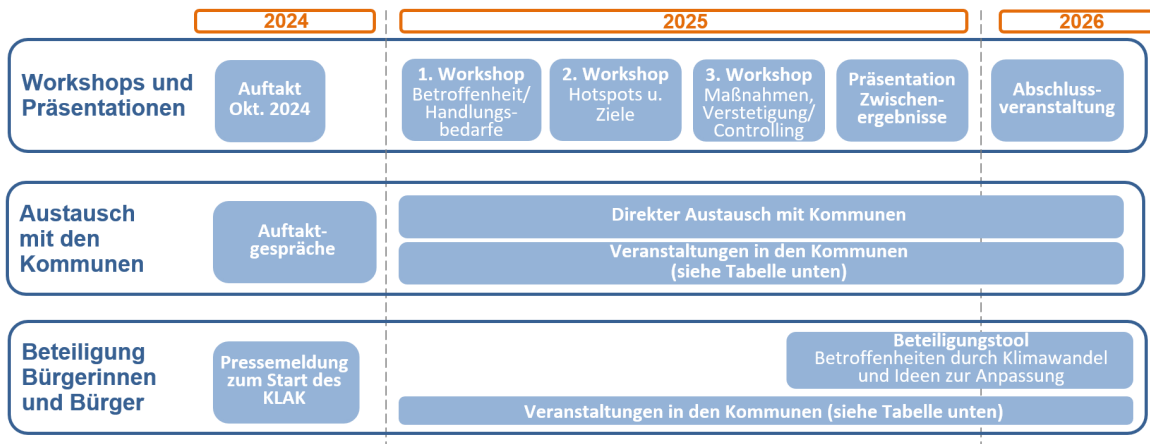 2024
2025
2026
Workshops und
Präsentationen
Auftakt
Okt. 2024
1. Workshop
Betroffenheit/
Handlungs-
bedarfe
2. Workshop
Hotspots u.
Ziele
3. Workshop
Maßnahmen,
Verstetigung/
Controlling
Präsentation
Zwischen-
ergebnisse
Abschluss-
veranstaltung
Austausch
mit den
Kommunen
Auftakt-
gespräche
Direkter Austausch mit Kommunen
Veranstaltungen in den Kommunen
(siehe Tabelle unten)
Beteiligung
Bürgerinnen
und Bürger
Pressemeldung
zum Start des
KLAK
Beteiligungstool
Betroffenheiten durch Klimawandel
und Ideen zur Anpassung
Veranstaltungen in den Kommunen (siehe Tabelle unten)